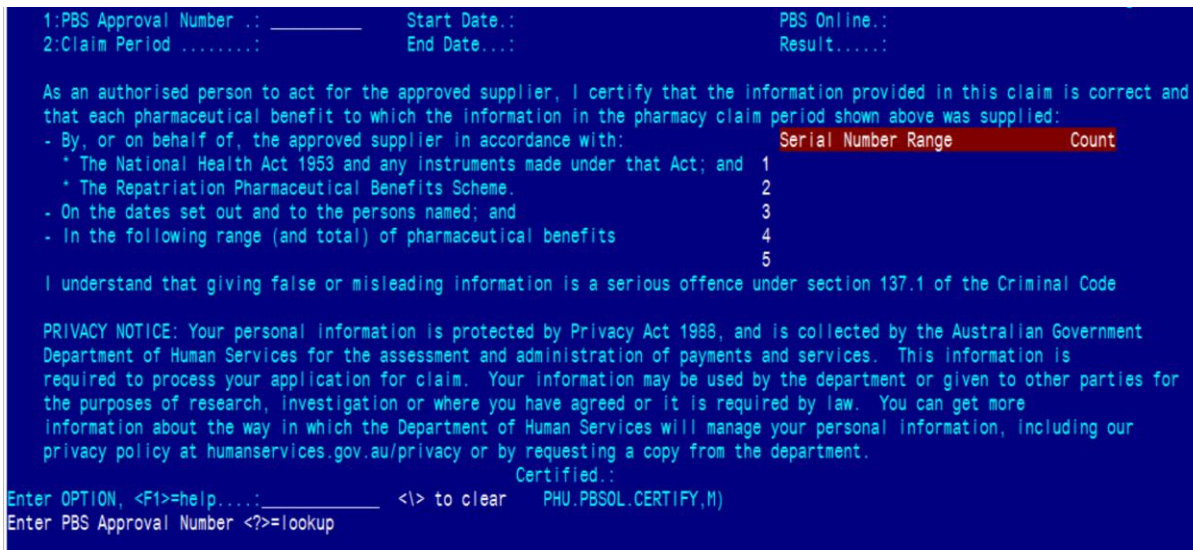 1:PBS Approval Number .: __________ Start Date.: PBS Online.:
2:Claim Period ........: End Date...: Result.....:
As an authorised person to act for the approved supplier, I certify that the information provided in this claim is correct and
that each pharmaceutical benefit to which the information in the pharmacy claim period shown above was supplied:
- By, or on behalf of, the approved supplier in accordance with: Serial Number Range Count
* The National Health Act 1953 and any instruments made under that Act; and 1
* The Repatriation Pharmaceutical Benefits Scheme. 2
- On the dates set out and to the persons named; and 3
- In the following range (and total) of pharmaceutical benefits 4
5
I understand that giving false or misleading information is a serious offence under section 137.1 of the Criminal Code
PRIVACY NOTICE: Your personal information is protected by Privacy Act 1988, and is collected by the Australian Government
Department of Human Services for the assessment and administration of payments and services. This information is
required to process your application for claim. Your information may be used by the department or given to other parties for
the purposes of research, investigation or where you have agreed or it is required by law. You can get more
information about the way in which the Department of Human Services will manage your personal information, including our
privacy policy at humanservices.gov.au/privacy or by requesting a copy from the department.
Certified.:
Enter OPTION, <F1>=help....:_____________ <\> to clear PHU.PBSOL.CERTIFY,M)
Enter PBS Approval Number <?>=lookup